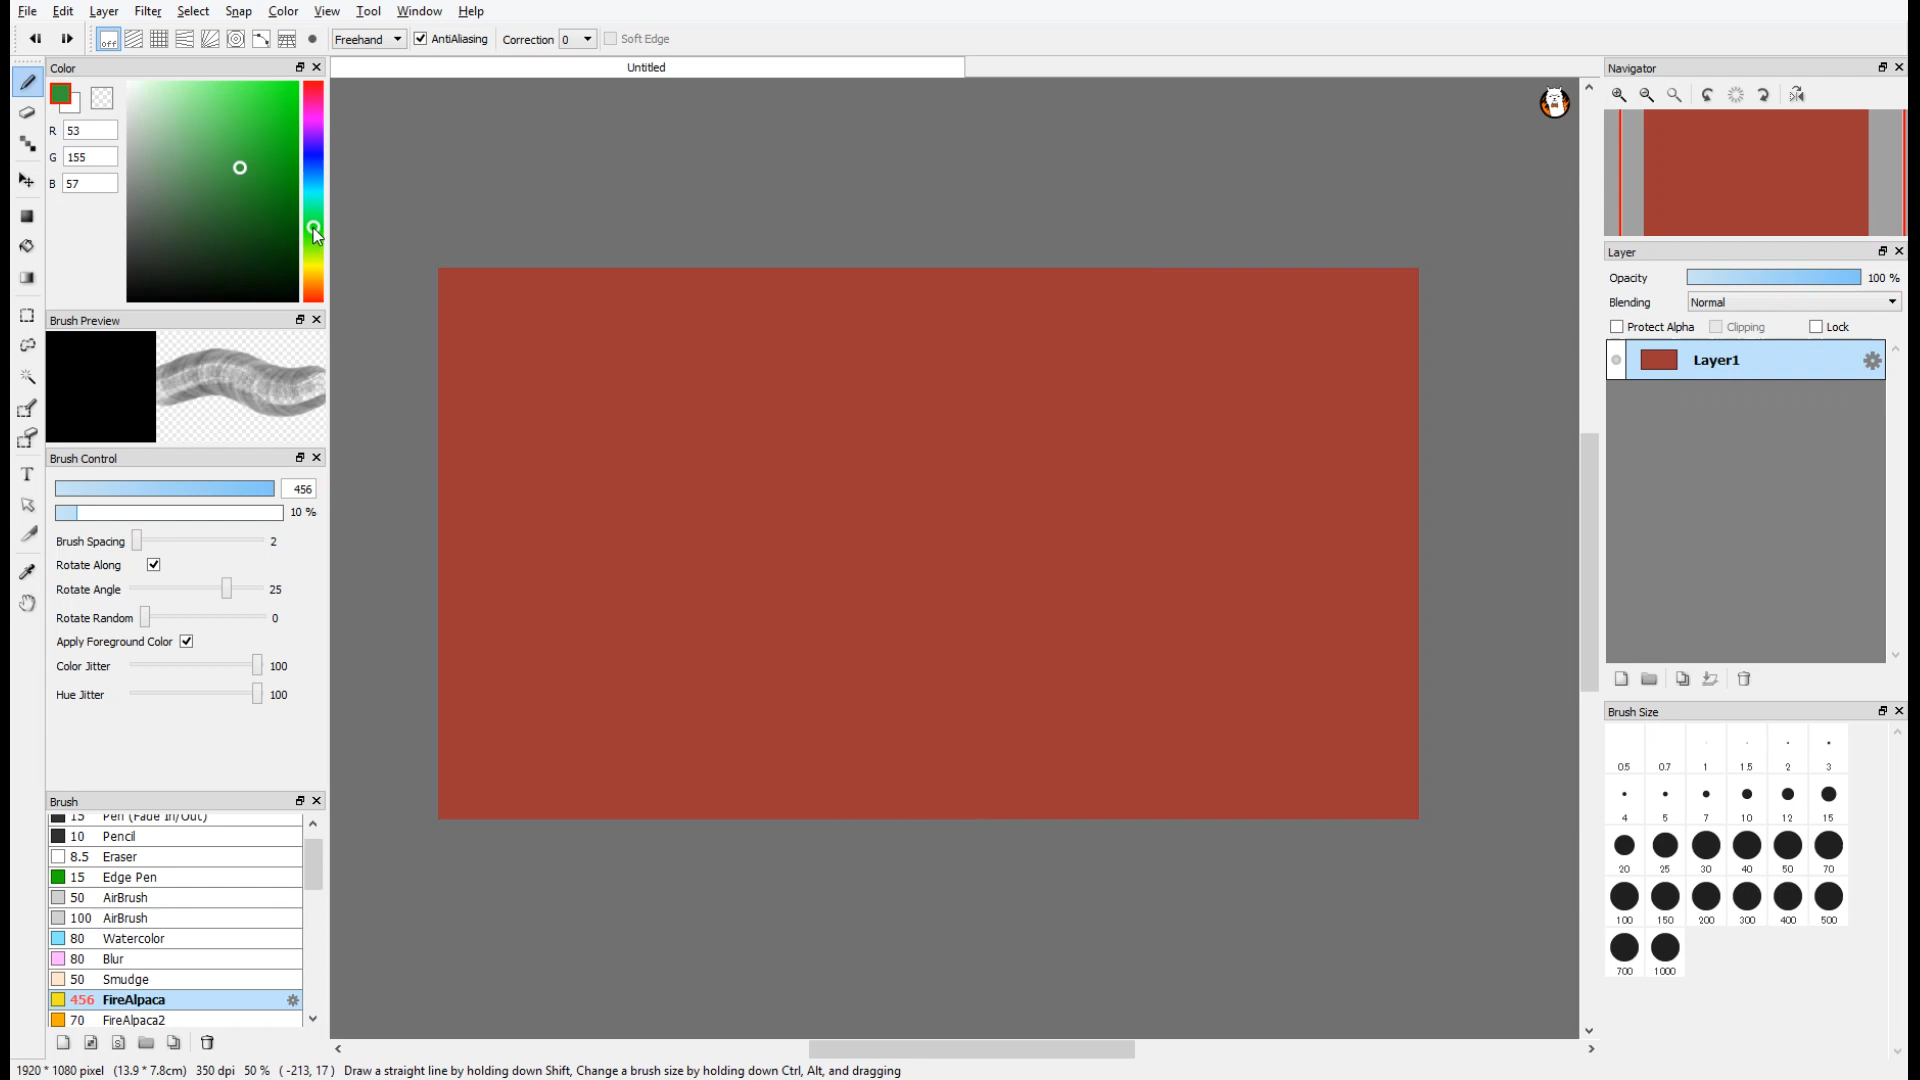 File Edit Layer Filter Select Snap Color View Tool Window Help
off Freehand AntiAliasing Correction 0 Soft Edge
Color
R 53
G 155
B 57
Brush Preview
Brush Control
456
10 %
Brush Spacing 2
Rotate Along
Rotate Angle 25
Rotate Random 0
Apply Foreground Color
Color Jitter 100
Hue Jitter 100
Brush
15 Pen (Fade In/Out)
10 Pencil
8.5 Eraser
15 Edge Pen
50 AirBrush
100 AirBrush
80 Watercolor
80 Blur
50 Smudge
456 FireAlpaca
70 FireAlpaca2
Untitled
Navigator
Layer
Opacity 100 %
Blending Normal
Protect Alpha Clipping Lock
Layer1
Brush Size
0.5 0.7 1 1.5 2 3
4 5 7 10 12 15
20 25 30 40 50 70
100 150 200 300 400 500
700 1000
1920 * 1080 pixel (13.9 * 7.8cm) 350 dpi 50 % ( -213, 17 ) Draw a straight line by holding down Shift, Change a brush size by holding down Ctrl, Alt, and dragging